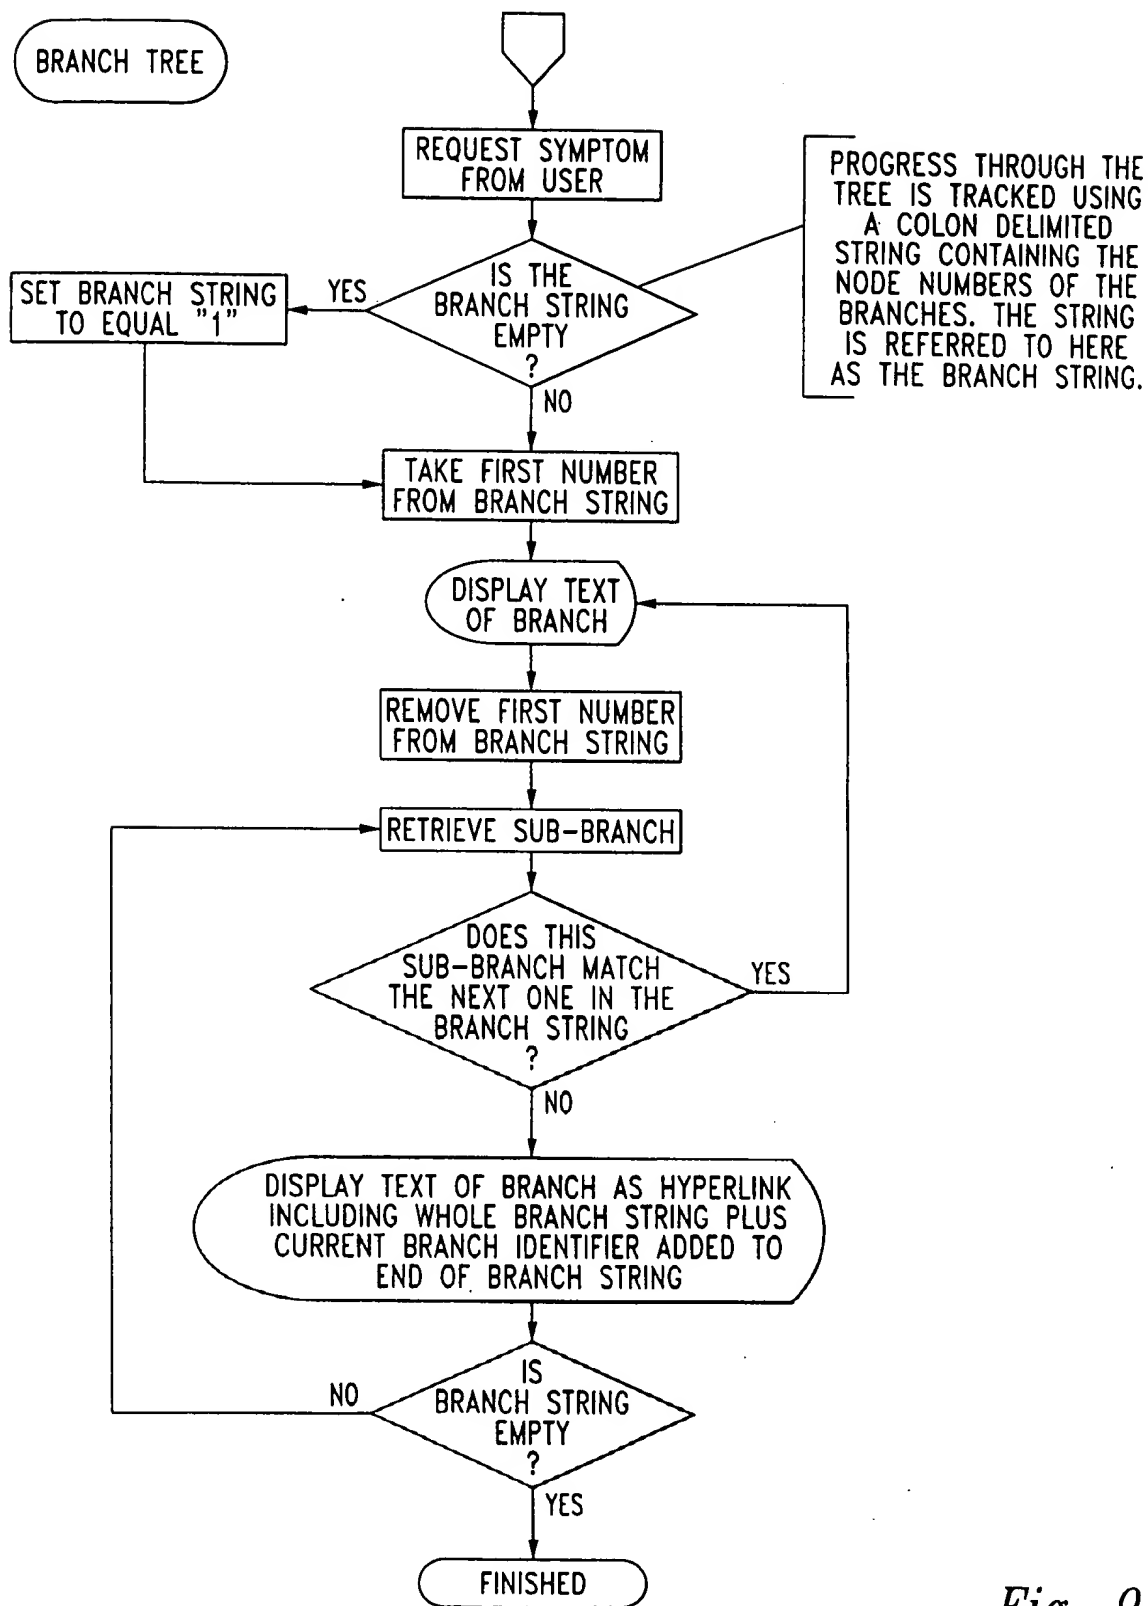 BRANCH TREE
REQUEST SYMPTOM
FROM USER
PROGRESS THROUGH THE
TREE IS TRACKED USING
A COLON DELIMITED
STRING CONTAINING THE
NODE NUMBERS OF THE
BRANCHES. THE STRING
IS REFERRED TO HERE
AS THE BRANCH STRING.
IS THE
BRANCH STRING
EMPTY
?
YES
SET BRANCH STRING
TO EQUAL "1"
NO
TAKE FIRST NUMBER
FROM BRANCH STRING
DISPLAY TEXT
OF BRANCH
REMOVE FIRST NUMBER
FROM BRANCH STRING
RETRIEVE SUB-BRANCH
DOES THIS
SUB-BRANCH MATCH
THE NEXT ONE IN THE
BRANCH STRING
?
YES
NO
DISPLAY TEXT OF BRANCH AS HYPERLINK
INCLUDING WHOLE BRANCH STRING PLUS
CURRENT BRANCH IDENTIFIER ADDED TO
END OF BRANCH STRING
IS
BRANCH STRING
EMPTY
?
NO
YES
FINISHED
Fig. 9